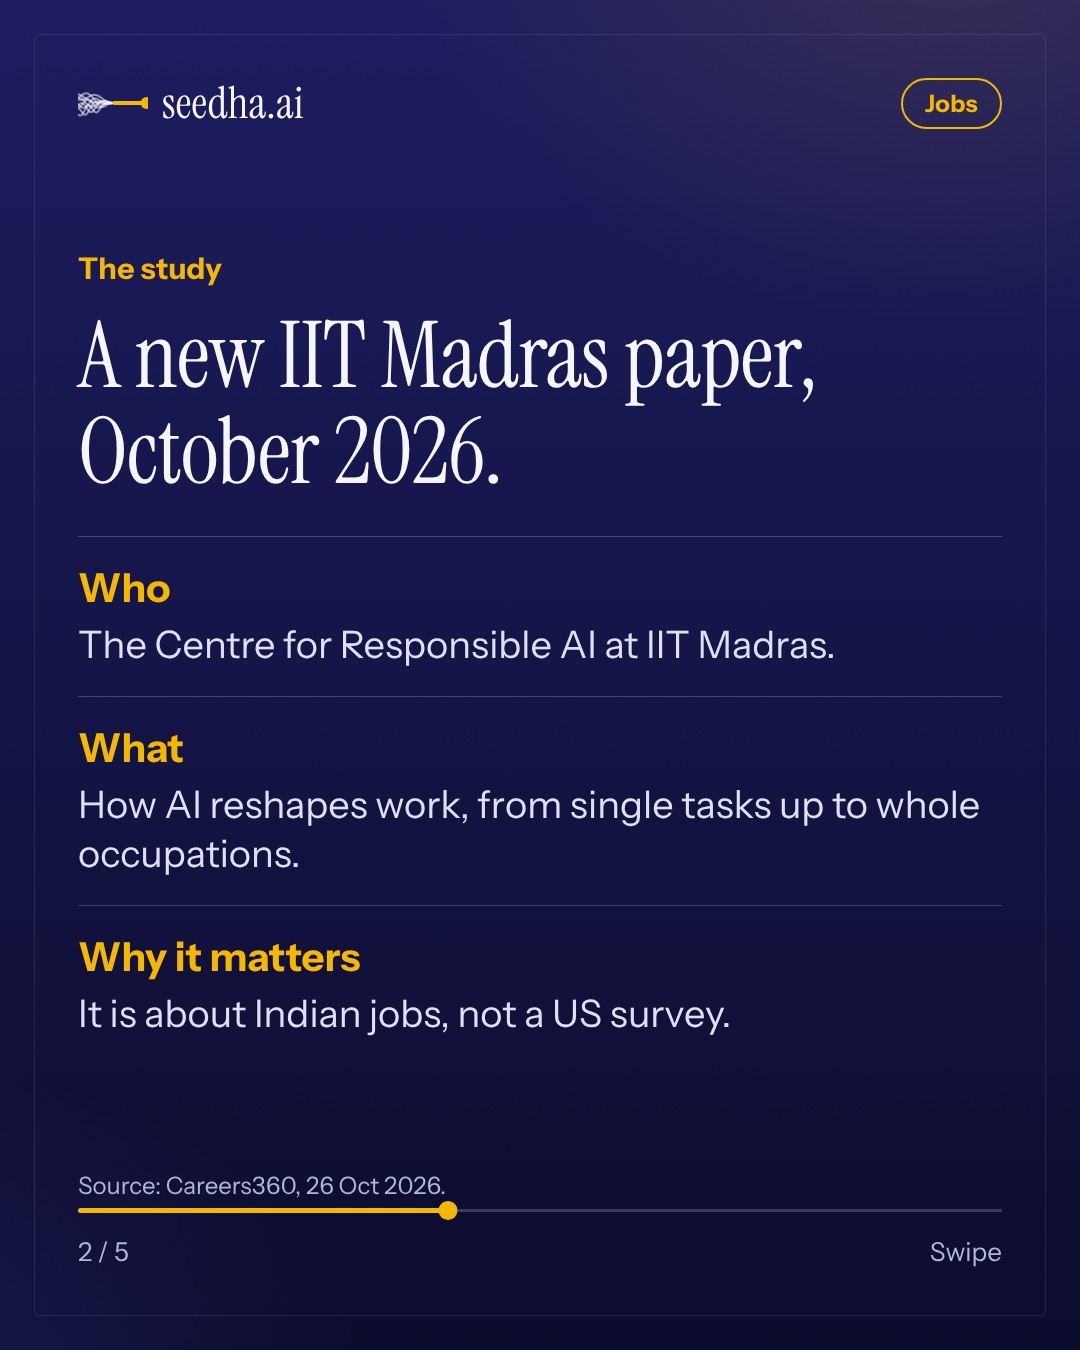 seedha.ai
Jobs
The study
A new IIT Madras paper,
October 2026.
Who
The Centre for Responsible AI at IIT Madras.
What
How AI reshapes work, from single tasks up to whole
occupations.
Why it matters
It is about Indian jobs, not a US survey.
Source: Careers360, 26 Oct 2026.
2 / 5
Swipe